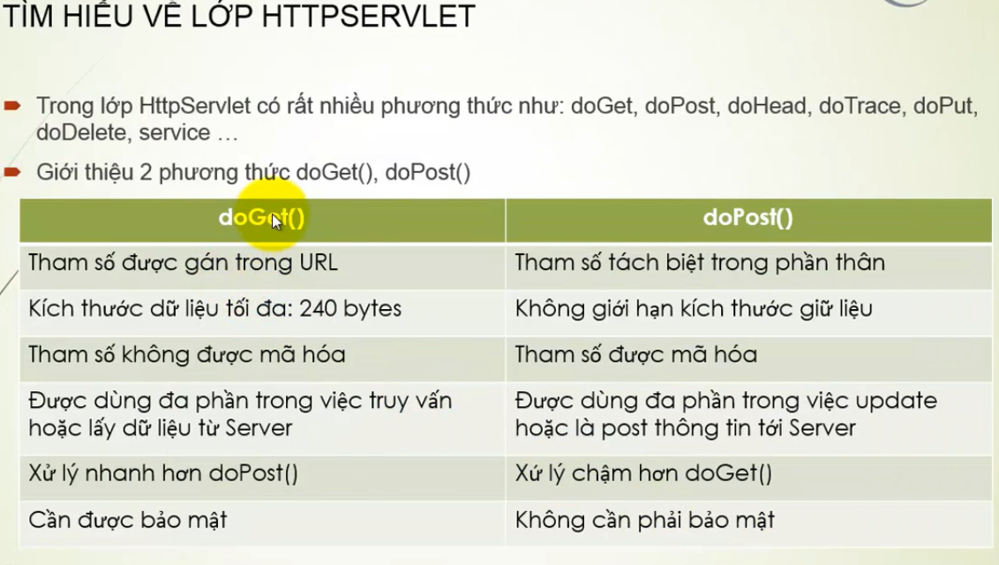 TÌM HIỂU VỀ LỚP HTTPSERVLET
Trong lớp HttpServlet có rất nhiều phương thức như: doGet, doPost, doHead, doTrace, doPut,
doDelete, service ...
Giới thiệu 2 phương thức doGet(), doPost()
doGet() doPost()
Tham số được gán trong URL Tham số tách biệt trong phần thân
Kích thước dữ liệu tối đa: 240 bytes Không giới hạn kích thước giữ liệu
Tham số không được mã hóa Tham số được mã hóa
Được dùng đa phần trong việc truy vấn Được dùng đa phần trong việc update
hoặc lấy dữ liệu từ Server hoặc là post thông tin tới Server
Xử lý nhanh hơn doPost() Xứ lý chậm hơn doGet()
Cần được bảo mật Không cần phải bảo mật